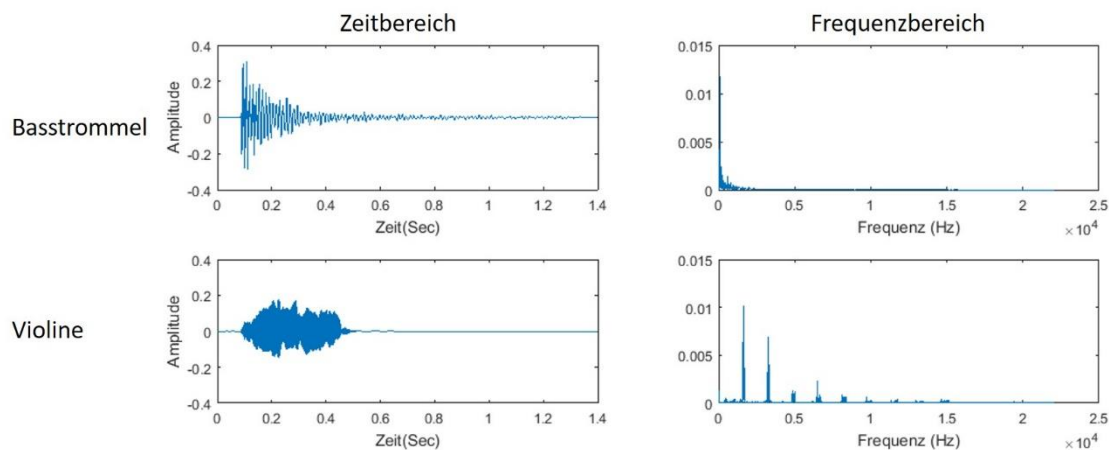 Zeitbereich
Frequenzbereich
Basstrommel
Amplitude
0.4
0.2
0
-0.2
-0.4
0 0.2 0.4 0.6 0.8 1 1.2 1.4
Zeit(Sec)
0.015
0.01
0.005
0
0 0.5 1 1.5 2 2.5
Frequenz (Hz)
×10^4
Violine
Amplitude
0.4
0.2
0
-0.2
-0.4
0 0.2 0.4 0.6 0.8 1 1.2 1.4
Zeit(Sec)
0.015
0.01
0.005
0
0 0.5 1 1.5 2 2.5
Frequenz (Hz)
×10^4